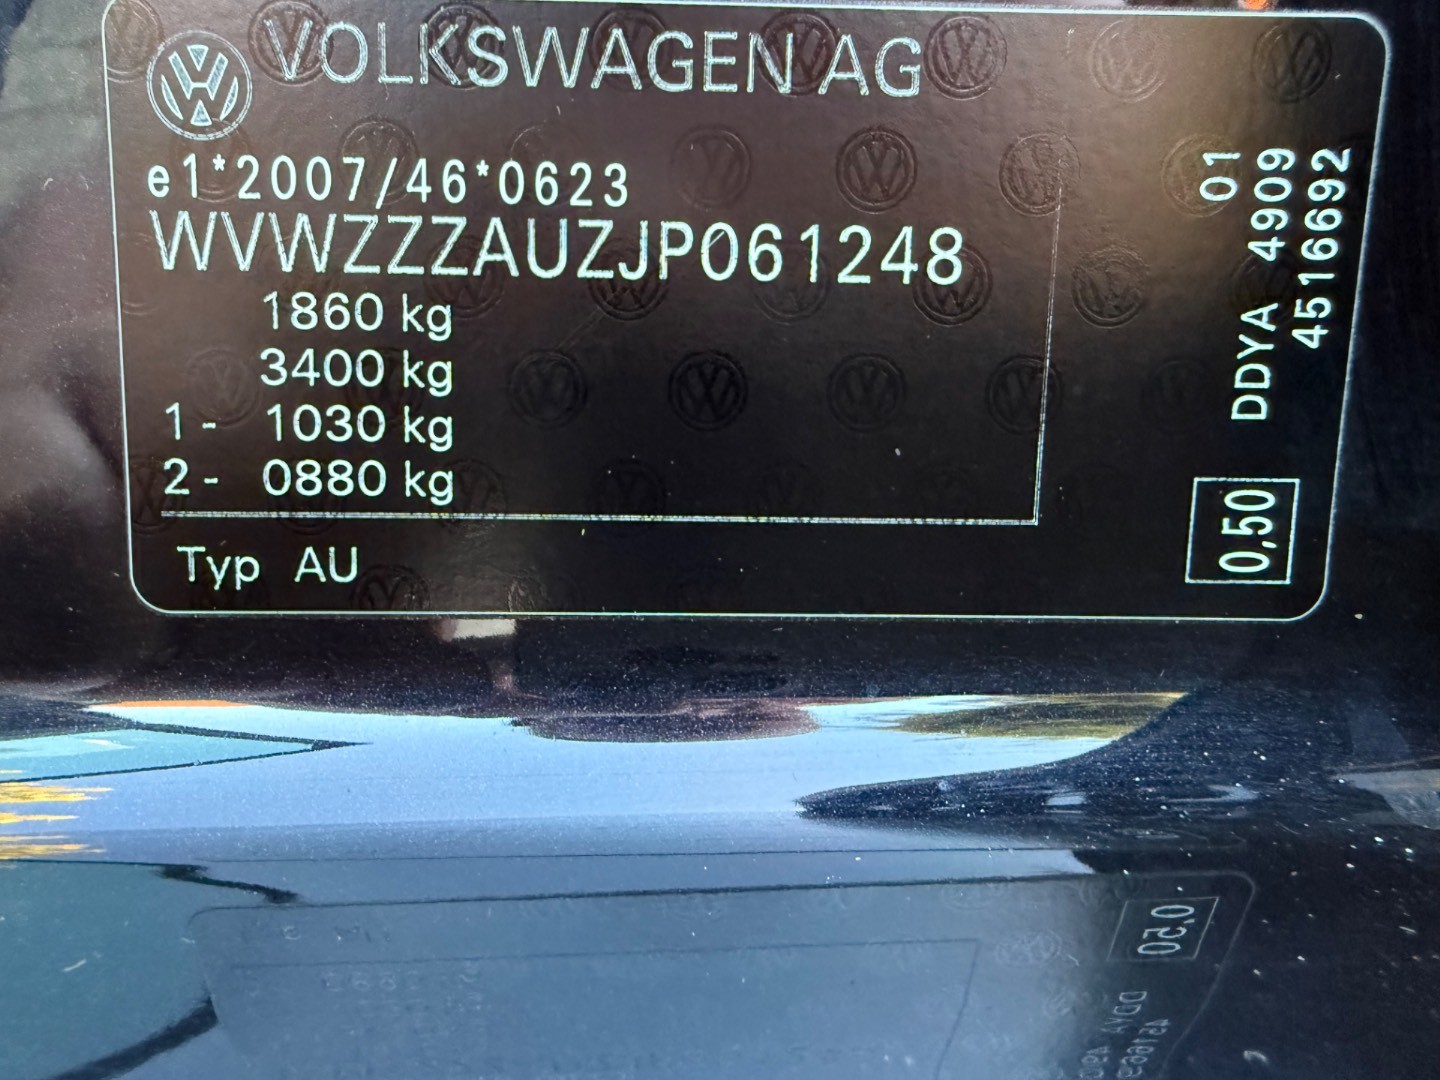 VOLKSWAGEN AG
e1*2007/46*0623
WVWZZZAUZJP061248
1860 kg
3400 kg
1- 1030 kg
2- 0880 kg
Typ AU
01
DDYA 4909
4516692
0,50